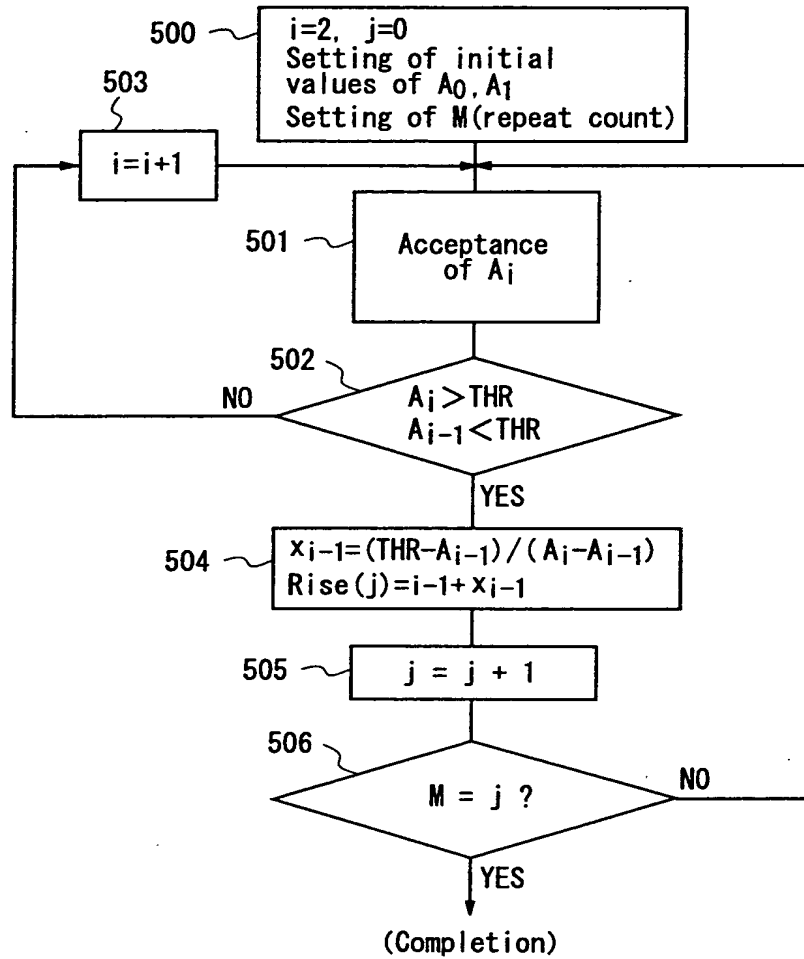 500
i=2, j=0
Setting of initial
values of A0, A1
Setting of M(repeat count)
503
i=i+1
501
Acceptance
of Ai
502
NO
Ai>THR
Ai-1<THR
YES
504
xi-1=(THR-Ai-1)/(Ai-Ai-1)
Rise(j)=i-1+xi-1
505
j = j + 1
506
M = j ?
NO
YES
(Completion)